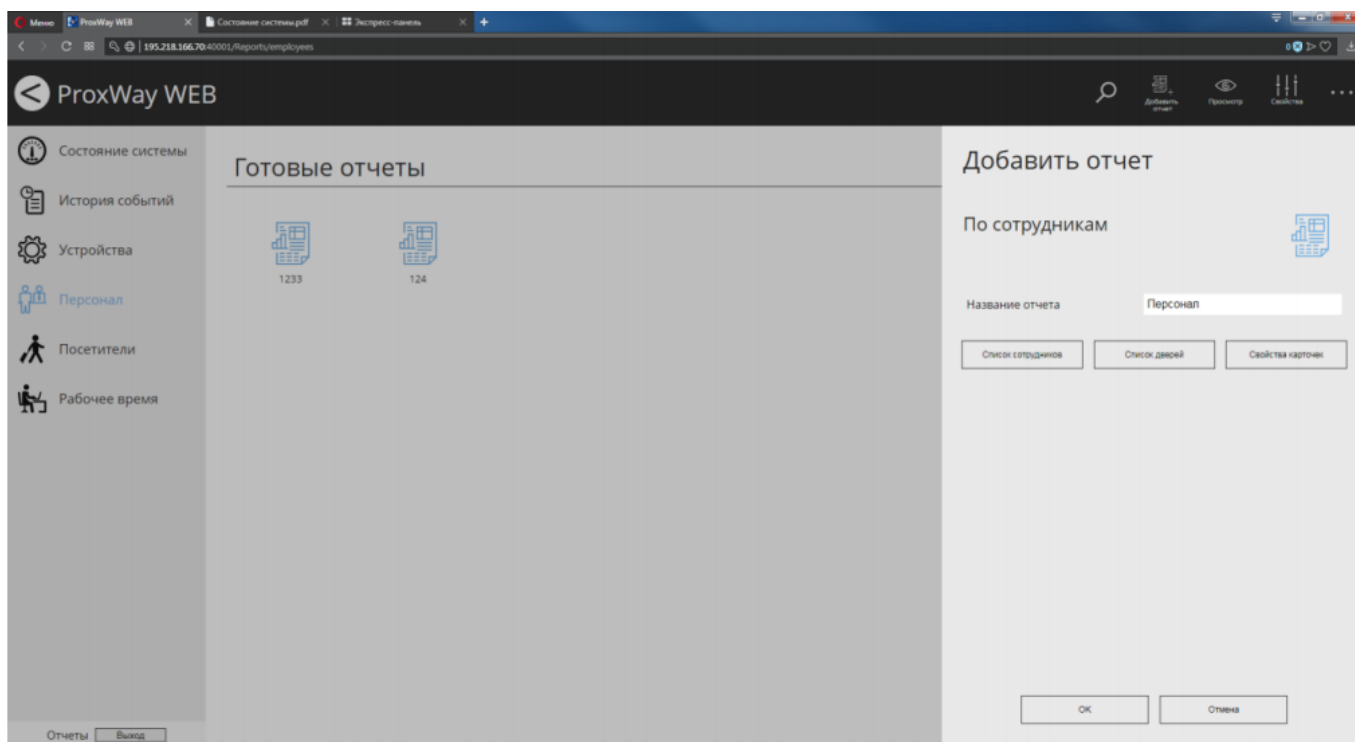 Меню ProxWay WEB Состояние системы.pdf Экспресс-панель
195.218.166.70:40001/Reports/employees 0
ProxWay WEB
Добавить отчет
Просмотр
Свойства
Состояние системы
История событий
Устройства
Персонал
Посетители
Рабочее время
Отчеты Выход
Готовые отчеты
1233 124
Добавить отчет
По сотрудникам
Название отчета Персонал
Список сотрудников Список дверей Свойства карточек
OK Отмена